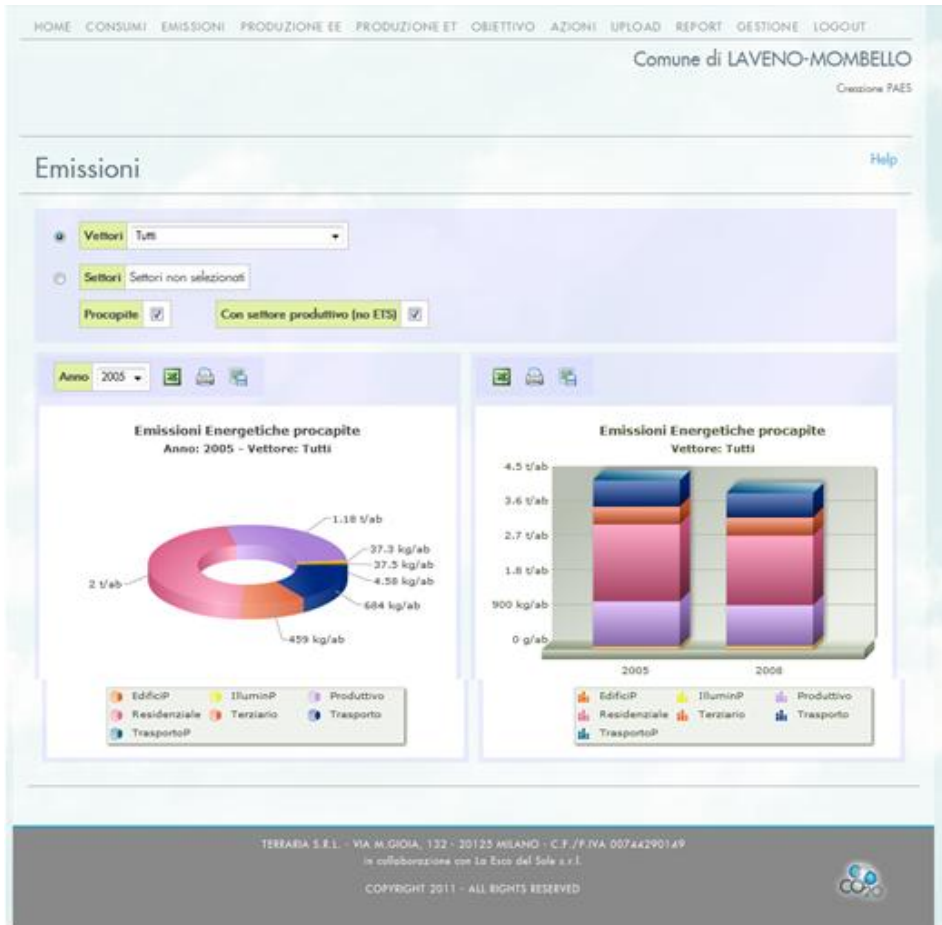 HOME CONSUMI EMISSIONI PRODUZIONE EE PRODUZIONE ET OBIETTIVO AZIONI UPLOAD REPORT GESTIONE LOGOUT
Comune di LAVENO-MOMBELLO
Creazione PAES
Emissioni
Help
Vettori Tutti
Settori Settori non selezionati
Procapite Con settore produttivo (no ETS)
Anno 2005
Emissioni Energetiche procapite
Anno: 2005 - Vettore: Tutti
1.18 t/ab
37.3 kg/ab
37.5 kg/ab
2 t/ab
4.58 kg/ab
684 kg/ab
459 kg/ab
EdificiP IlluminP Produttivo
Residenziale Terziario Trasporto
TrasportoP
Emissioni Energetiche procapite
Vettore: Tutti
4.5 t/ab
3.6 t/ab
2.7 t/ab
1.8 t/ab
900 kg/ab
0 g/ab
2005 2008
EdificiP IlluminP Produttivo
Residenziale Terziario Trasporto
TrasportoP
TERRARIA S.R.L. - VIA M.GIOIA, 132 - 20125 MILANO - C.F./P.IVA 00744290149
in collaborazione con La Esco del Sole s.r.l.
COPYRIGHT 2011 - ALL RIGHTS RESERVED
CO20